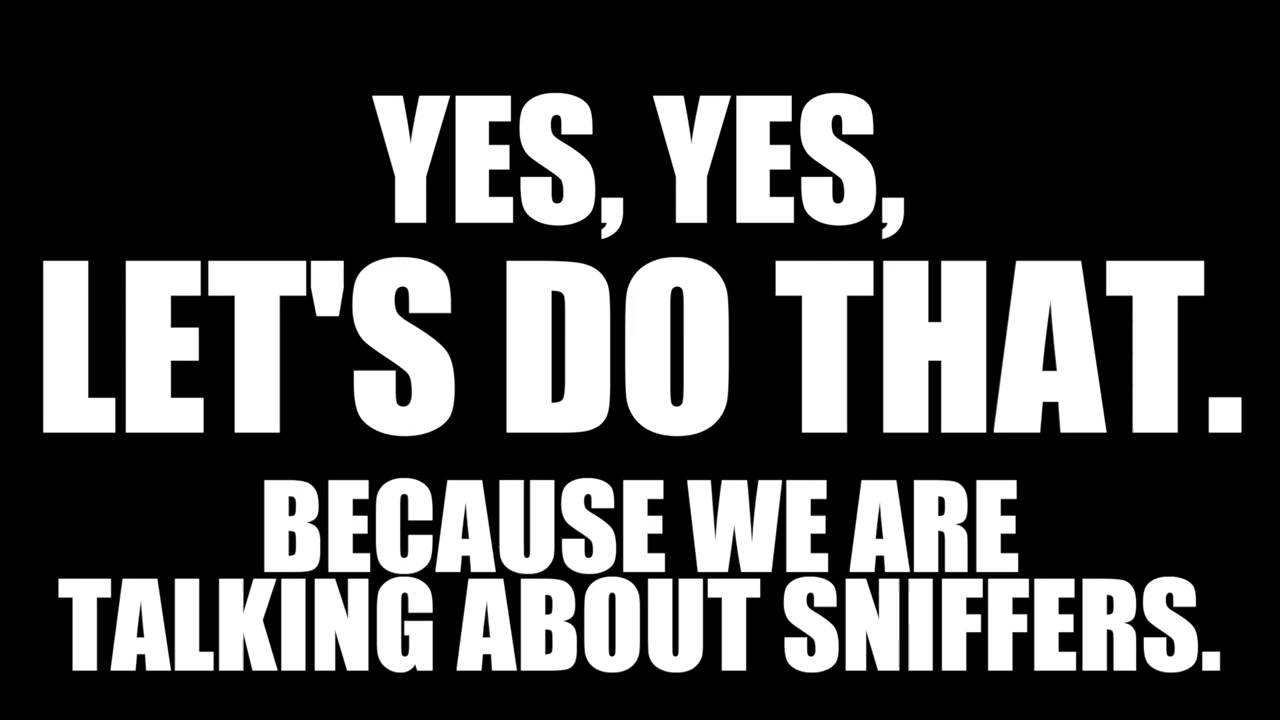 YES, YES,
LET'S DO THAT.
BECAUSE WE ARE
TALKING ABOUT SNIFFERS.